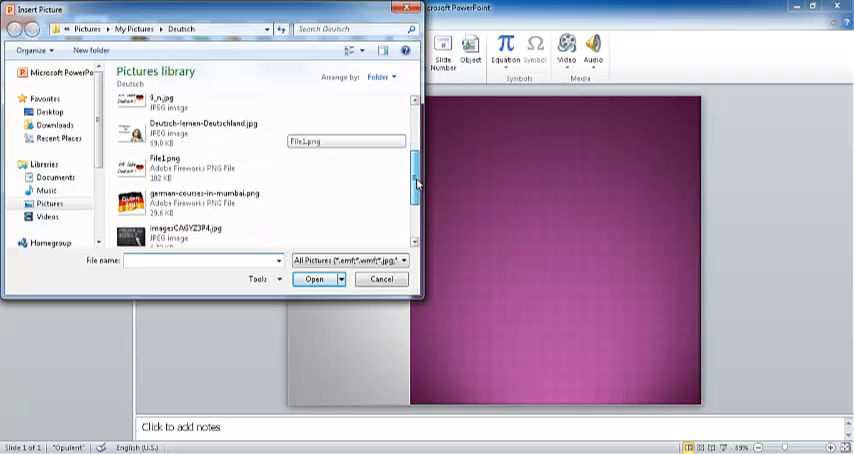 Insert Picture
crosoft PowerPoint
« Pictures ▸ My Pictures ▸ Deutsch
Search Deutsch
Organize
New folder
Slide Number
Object
Equation
Symbol
Video
Audio
Symbols
Media
Microsoft PowerPo
Favorites
Desktop
Downloads
Recent Places
Libraries
Documents
Music
Pictures
Videos
Homegroup
Pictures library
Deutsch
Arrange by: Folder
9_n.jpg
JPEG image
Deutsch-lernen-Deutschland.jpg
JPEG image
59.0 KB
File1.png
File1.png
Adobe Fireworks PNG File
102 KB
german-courses-in-mumbai.png
Adobe Fireworks PNG File
29.6 KB
imagesCAGYZ3P4.jpg
JPEG image
File name:
All Pictures (*.emf;*.wmf;*.jpg;*
Tools
Open
Cancel
Click to add notes
Slide 1 of 1
"Opulent"
English (U.S.)
69%